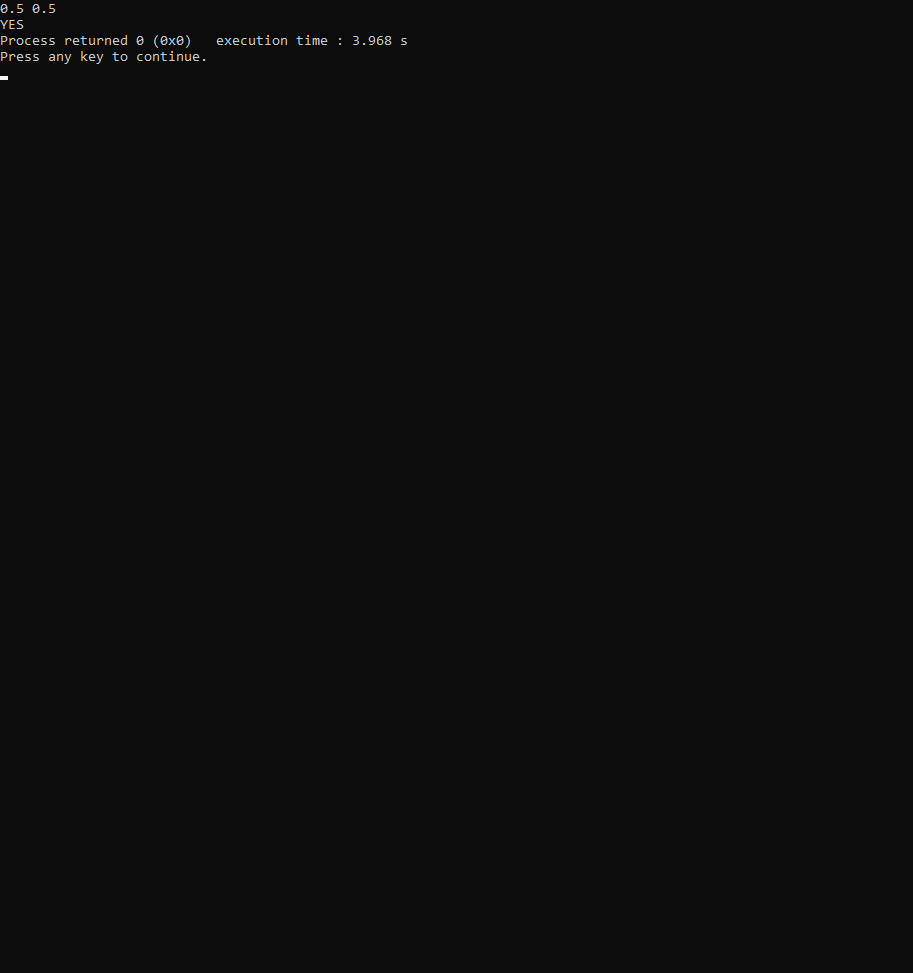 0.5 0.5
YES
Process returned 0 (0x0)   execution time : 3.968 s
Press any key to continue.